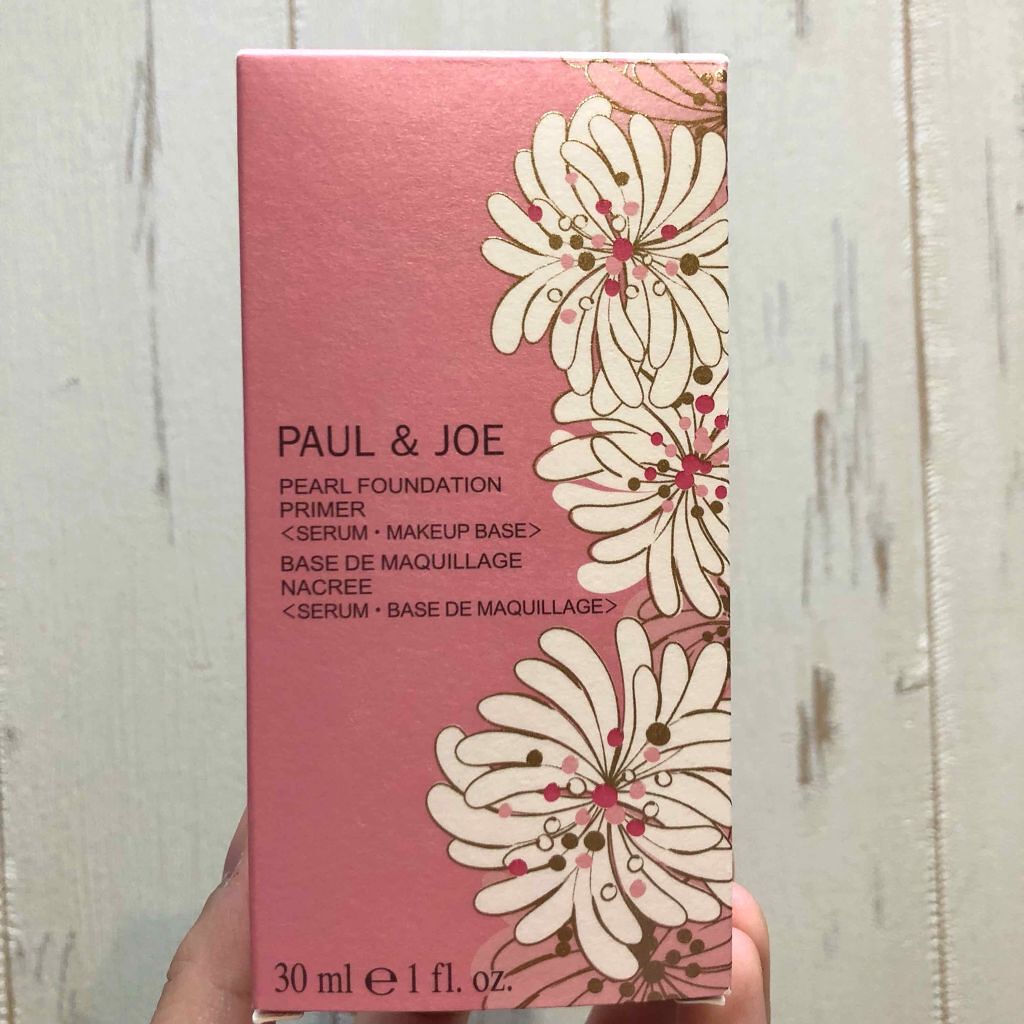 PAUL & JOE
PEARL FOUNDATION
PRIMER
<SERUM・MAKEUP BASE>
BASE DE MAQUILLAGE
NACREE
<SERUM・BASE DE MAQUILLAGE>
30 ml ℮ 1 fl. oz.